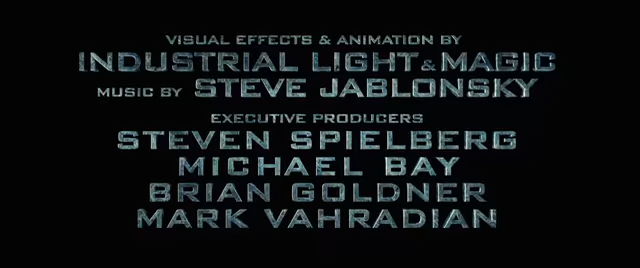 VISUAL EFFECTS & ANIMATION BY
INDUSTRIAL LIGHT & MAGIC
MUSIC BY STEVE JABLONSKY
EXECUTIVE PRODUCERS
STEVEN SPIELBERG
MICHAEL BAY
BRIAN GOLDNER
MARK VAHRADIAN